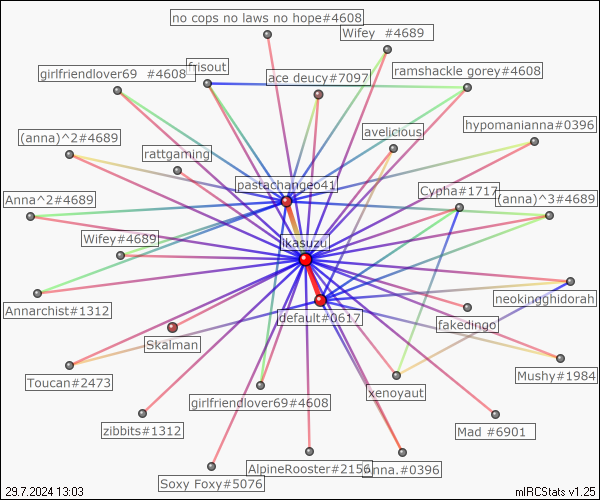 no cops no laws no hope#4608
Wifey #4689
girlfriendlover69 #4608
frisout
ace deucy#7097
ramshackle gorey#4608
(anna)^2#4689
rattgaming
avelicious
hypomanianna#0396
pastachangeo41
Cypha#1717
(anna)^3#4689
Anna^2#4689
Wifey#4689
likasuzu
neokingghidorah
Annarchist#1312
default#0617
fakedingo
Skalman
Toucan#2473
Mushy#1984
girlfriendlover69#4608
xenoyaut
zibbits#1312
Mad #6901
AlpineRooster#2156
Anna.#0396
Soxy Foxy#5076
29.7.2024 13:03
mIRCStats v1.25